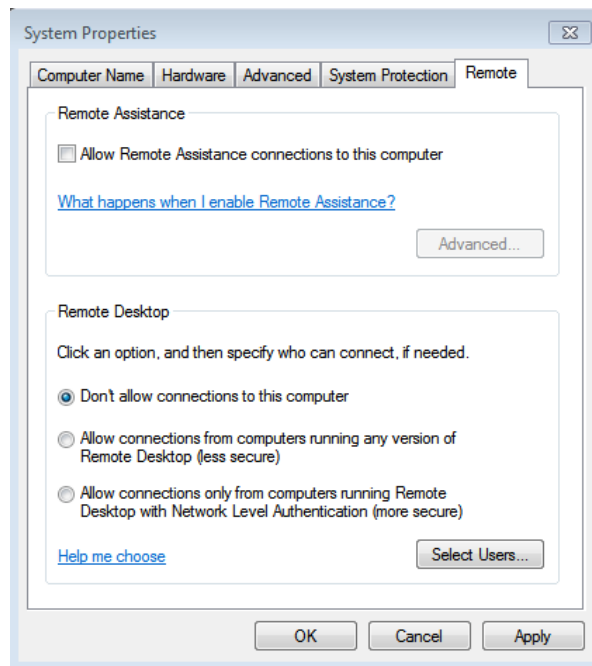 System Properties
Computer Name Hardware Advanced System Protection Remote
Remote Assistance
Allow Remote Assistance connections to this computer
What happens when I enable Remote Assistance?
Advanced...
Remote Desktop
Click an option, and then specify who can connect, if needed.
Don't allow connections to this computer
Allow connections from computers running any version of
Remote Desktop (less secure)
Allow connections only from computers running Remote
Desktop with Network Level Authentication (more secure)
Help me choose
Select Users...
OK Cancel Apply